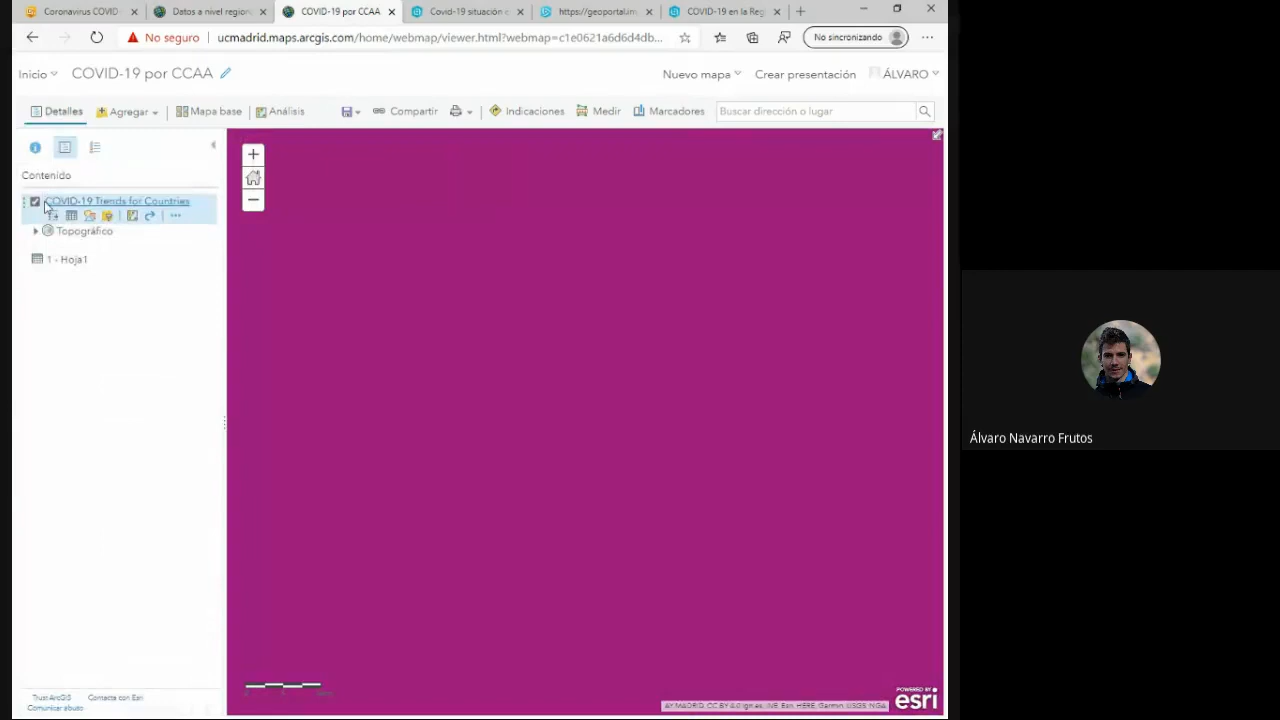 Coronavirus COVID-
Datos a nivel region
COVID-19 por CCAA
Covid-19 situación e
https://geoportal.m
COVID-19 en la Reg
No seguro
ucmadrid.maps.arcgis.com/home/webmap/viewer.html?webmap=c1e0621a6d6d4db...
No sincronizando
Inicio
COVID-19 por CCAA
Nuevo mapa
Crear presentación
ÁLVARO
Detalles
Agregar
Mapa base
Análisis
Compartir
Indicaciones
Medir
Marcadores
Buscar dirección o lugar
Contenido
COVID-19 Trends for Countries
Topográfico
1 - Hoja1
Álvaro Navarro Frutos
Trust ArcGIS
Contacta con Esri
Comunicar abuso
POWERED BY
esri